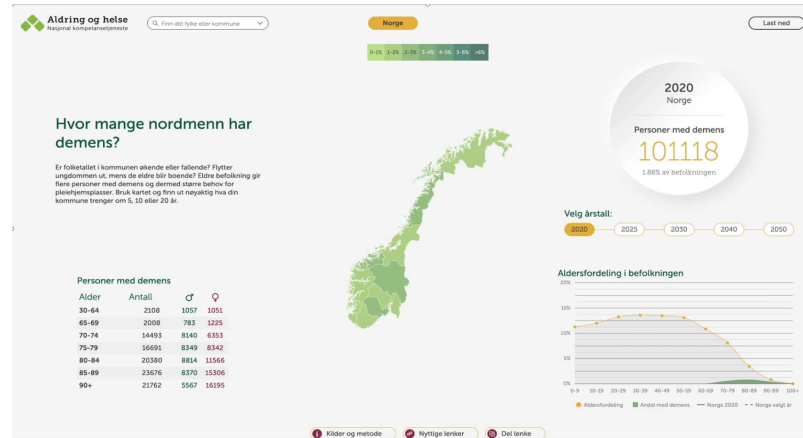 Aldring og helse
Nasjonal kompetansetjeneste
Finn ditt fylke eller kommune
Norge
Last ned
0-1% 1-2% 2-3% 3-4% 4-5% 5-6% >6%
2020
Norge
Personer med demens
101118
1.88% av befolkningen
Hvor mange nordmenn har
demens?
Er folketallet i kommunen økende eller fallende? Flytter
ungdommen ut, mens de eldre blir boende? Eldre befolkning gir
flere personer med demens og dermed større behov for
pleiehjemsplasser. Bruk kartet og finn ut nøyaktig hva din
kommune trenger om 5, 10 eller 20 år.
Velg årstall:
2020 2025 2030 2040 2050
Personer med demens
Alder Antall ♂ ♀
30-64 2108 1057 1051
65-69 2008 783 1225
70-74 14493 8140 6353
75-79 16691 8349 8342
80-84 20380 8814 11566
85-89 23676 8370 15306
90+ 21762 5567 16195
Aldersfordeling i befolkningen
20%
15%
10%
5%
0%
0-9 10-19 20-29 30-39 40-49 50-59 60-69 70-79 80-89 90-99 100+
Aldersfordeling Andel med demens Norge 2020 Norge valgt år
Kilder og metode Nyttige lenker Del lenke